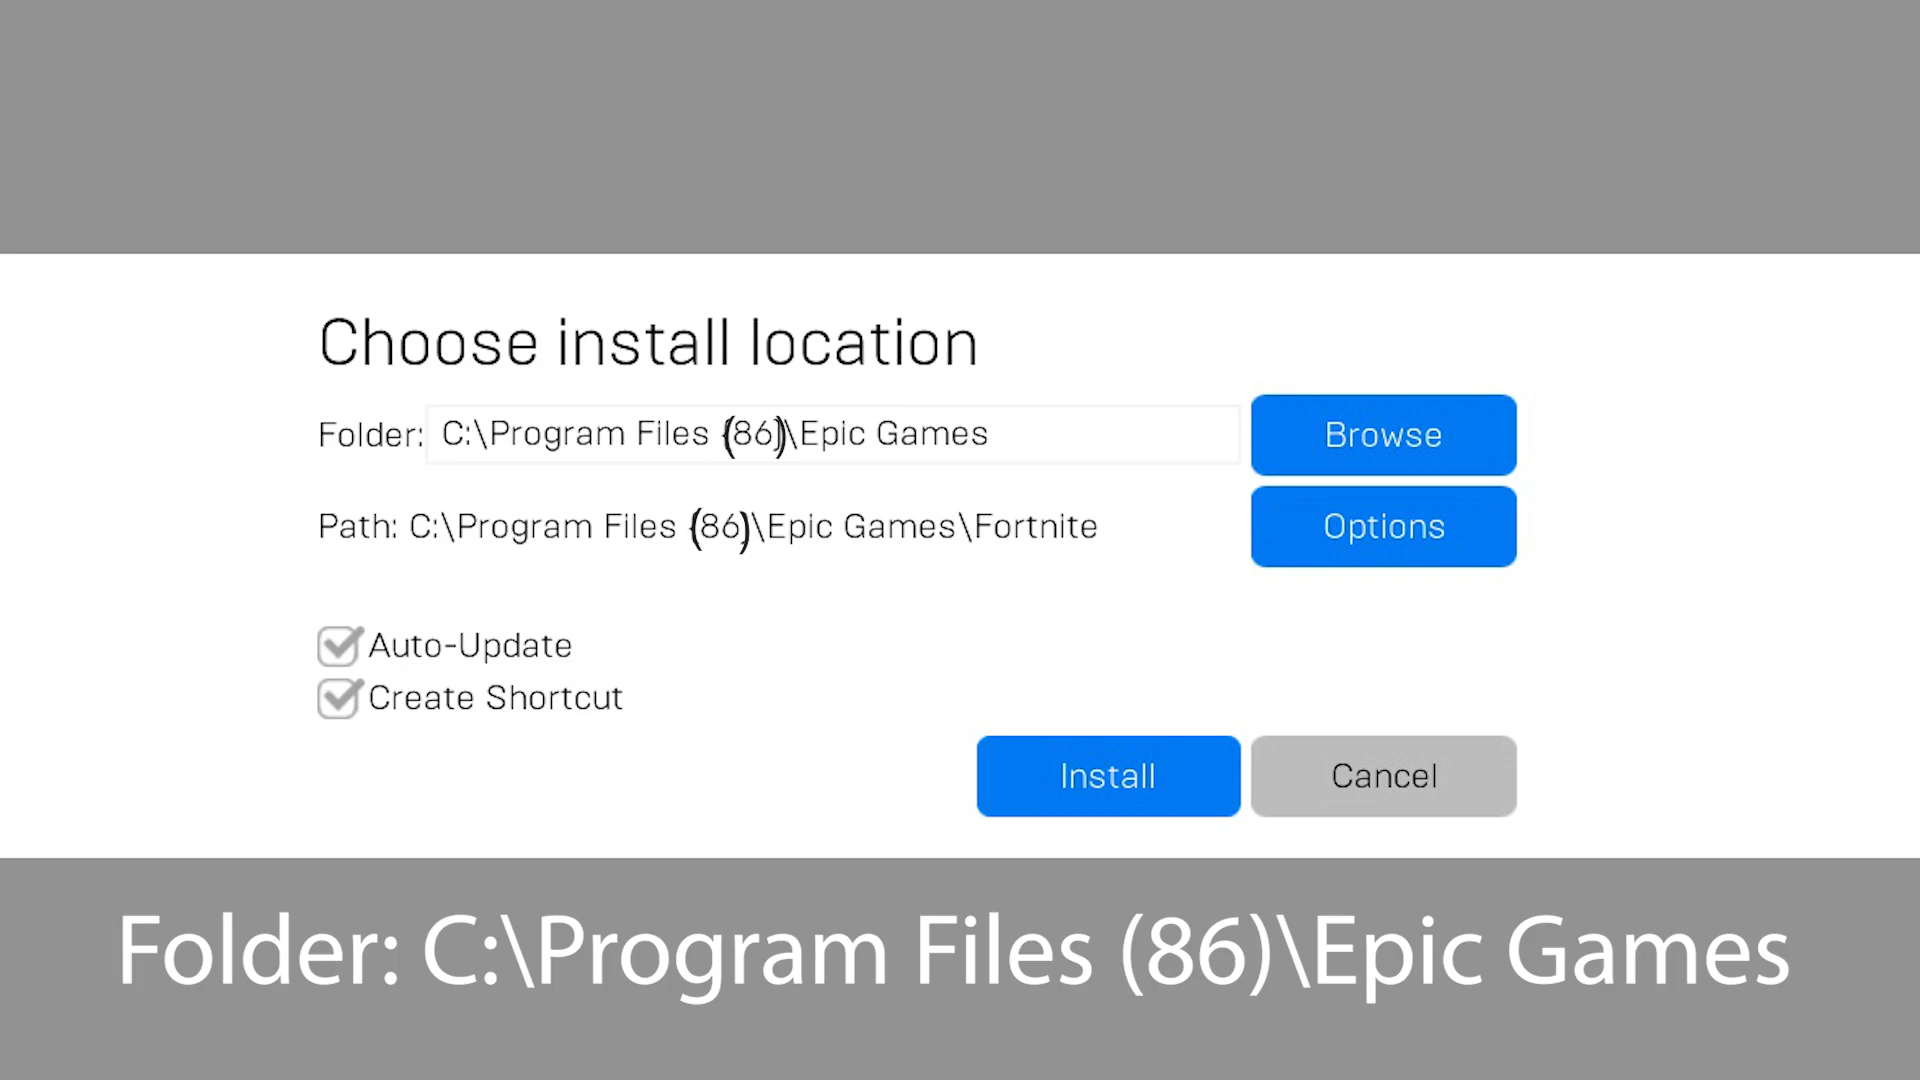 Choose install location
Folder: C:\Program Files (86)\Epic Games
Browse
Path: C:\Program Files (86)\Epic Games\Fortnite
Options
Auto-Update
Create Shortcut
Install
Cancel
Folder: C:\Program Files (86)\Epic Games